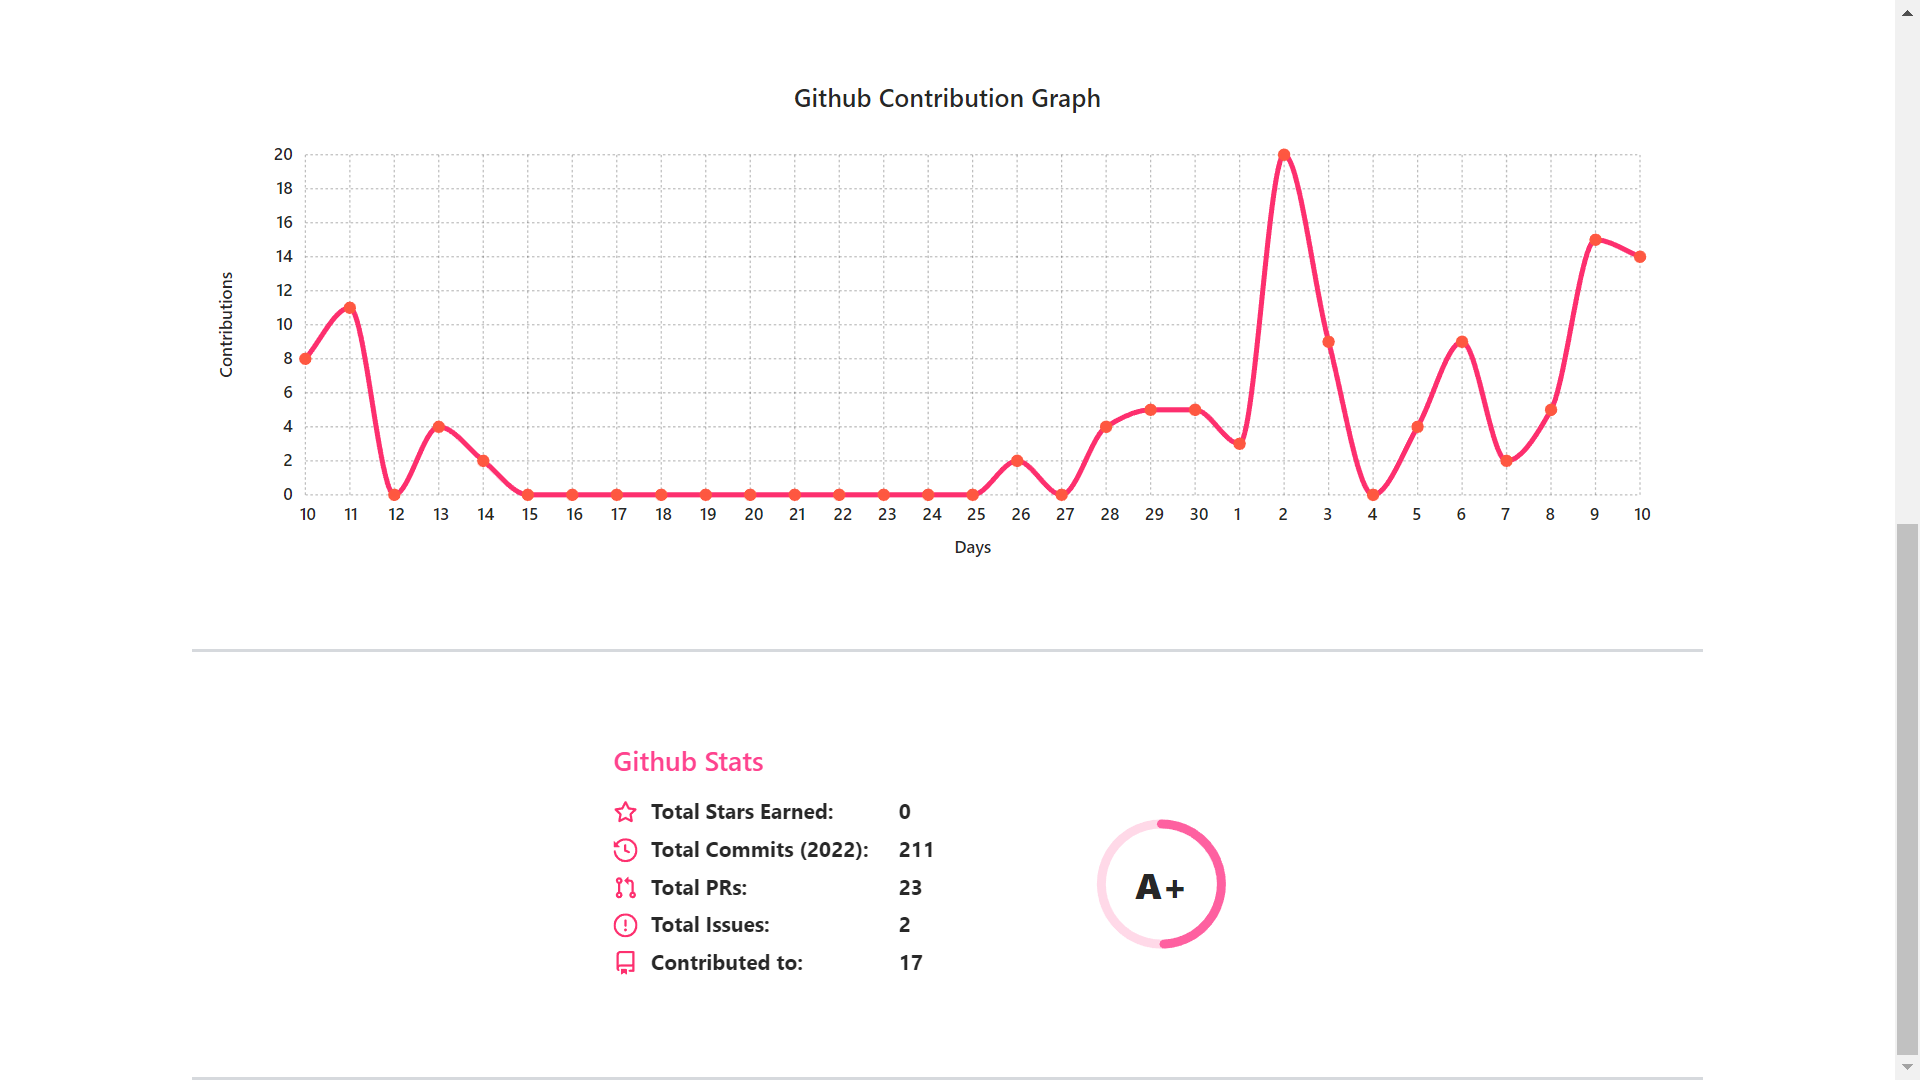 Github Contribution Graph
20
18
16
14
12
10
8
6
4
2
0
Contributions
10 11 12 13 14 15 16 17 18 19 20 21 22 23 24 25 26 27 28 29 30 1 2 3 4 5 6 7 8 9 10
Days
Github Stats
Total Stars Earned: 0
Total Commits (2022): 211
Total PRs: 23
Total Issues: 2
Contributed to: 17
A+